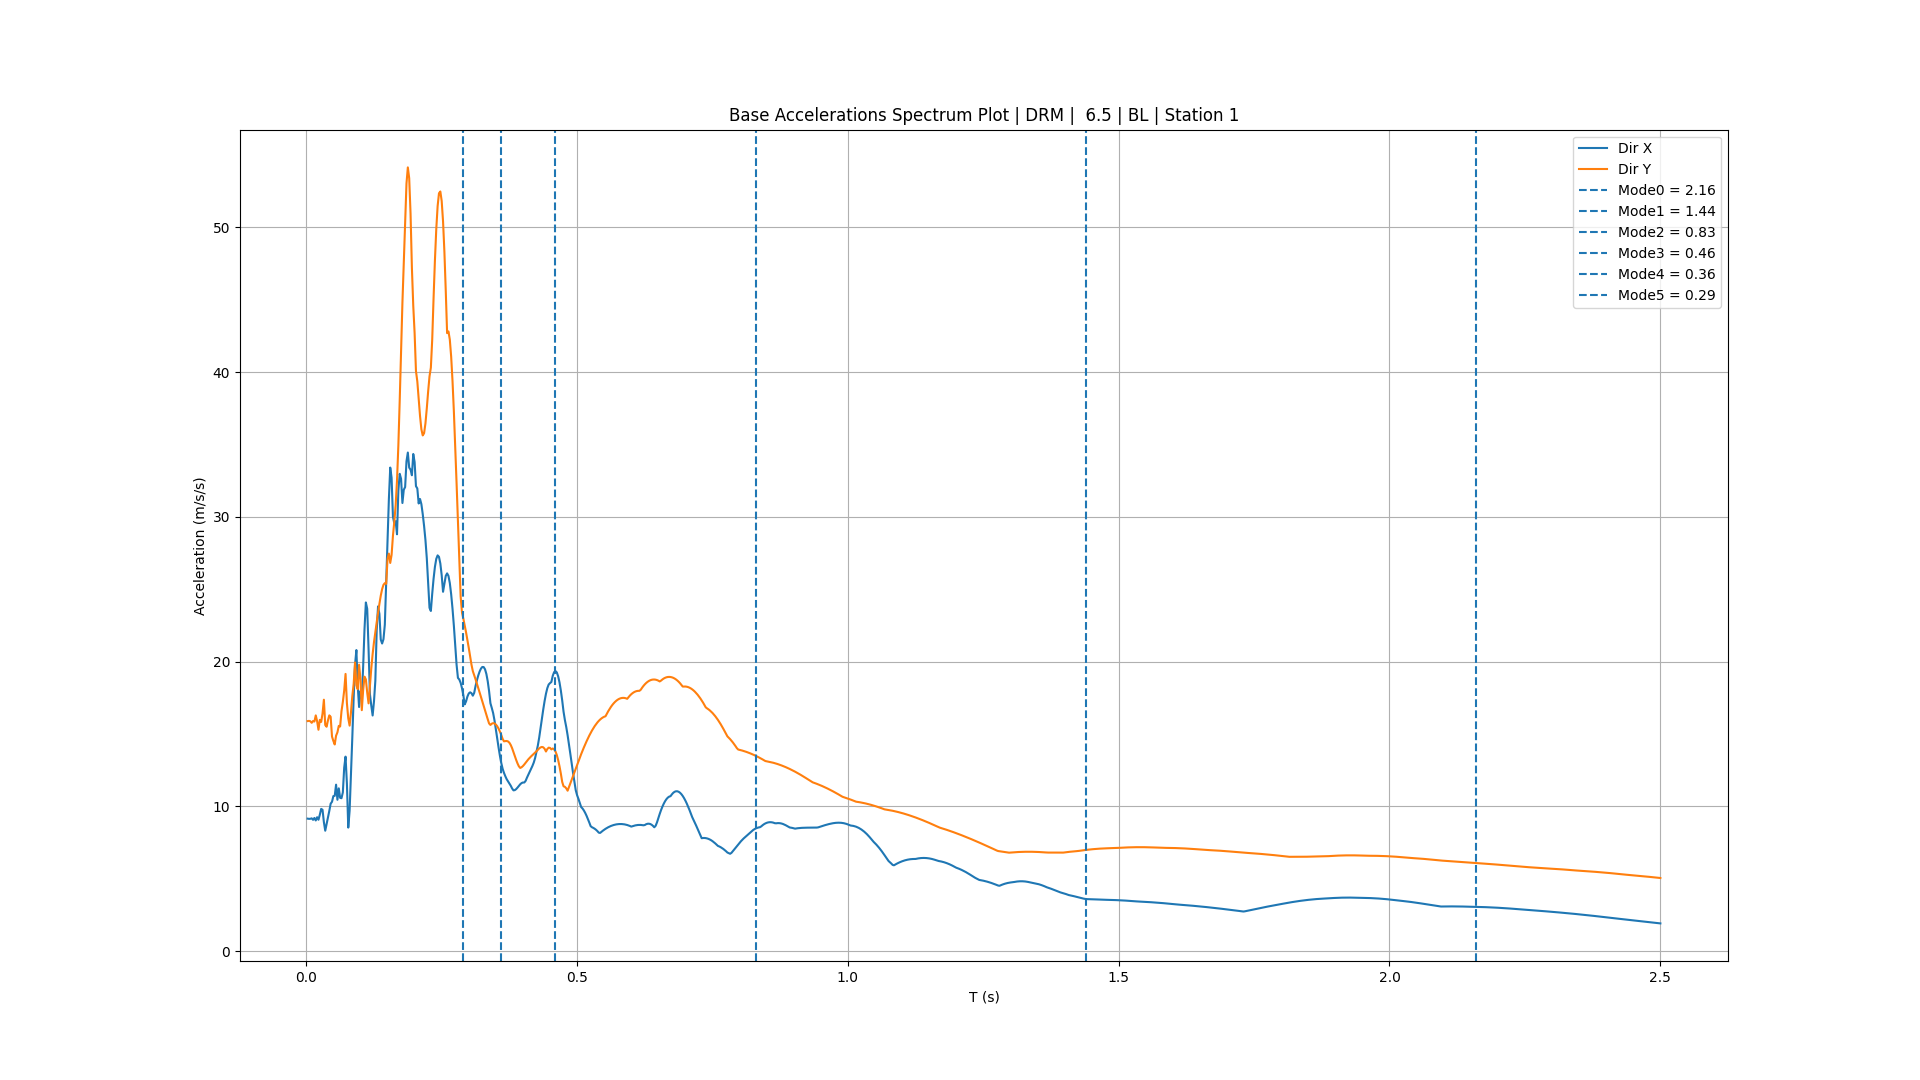 Base Accelerations Spectrum Plot | DRM |  6.5 | BL | Station 1
Dir X
Dir Y
Mode0 = 2.16
Mode1 = 1.44
Mode2 = 0.83
Mode3 = 0.46
Mode4 = 0.36
Mode5 = 0.29
Acceleration (m/s/s)
50
40
30
20
10
0
0.0 0.5 1.0 1.5 2.0 2.5
T (s)